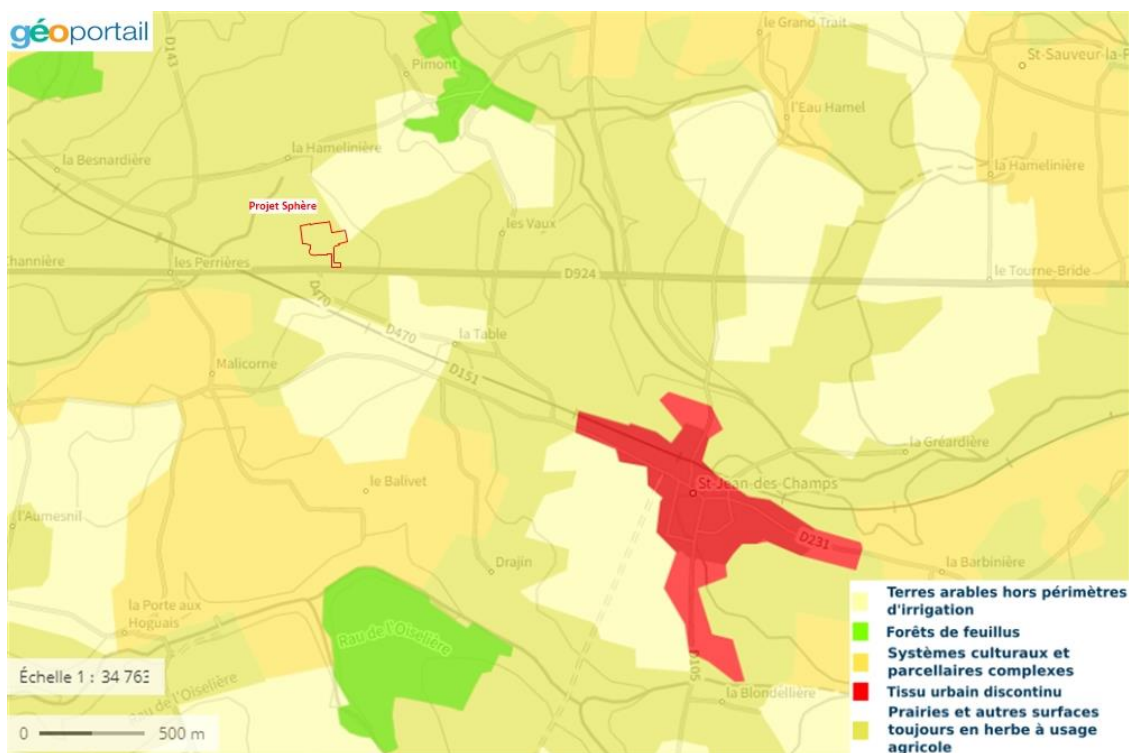 géoportail
le Grand Trait
St-Sauveur-la-P
D143
Pimont
l'Eau Hamel
la Besnardière
la Hamelinière
la Hamelinière
Projet Sphère
les Vaux
Channière
les Perrières
D924
le Tourne-Bride
D470
D470
la Table
Malicorne
D151
la Gréardière
le Balivet
St-Jean-des-Champs
l'Aumesnil
D231
Drajin
la Barbinière
la Porte aux
Hoguais
Rau de l'Oiselière
D105
la Blondellière
Rau de l'Oiselière
Échelle 1 : 34 763
0 500 m
Terres arables hors périmètres
d'irrigation
Forêts de feuillus
Systèmes culturaux et
parcellaires complexes
Tissu urbain discontinu
Prairies et autres surfaces
toujours en herbe à usage
agricole